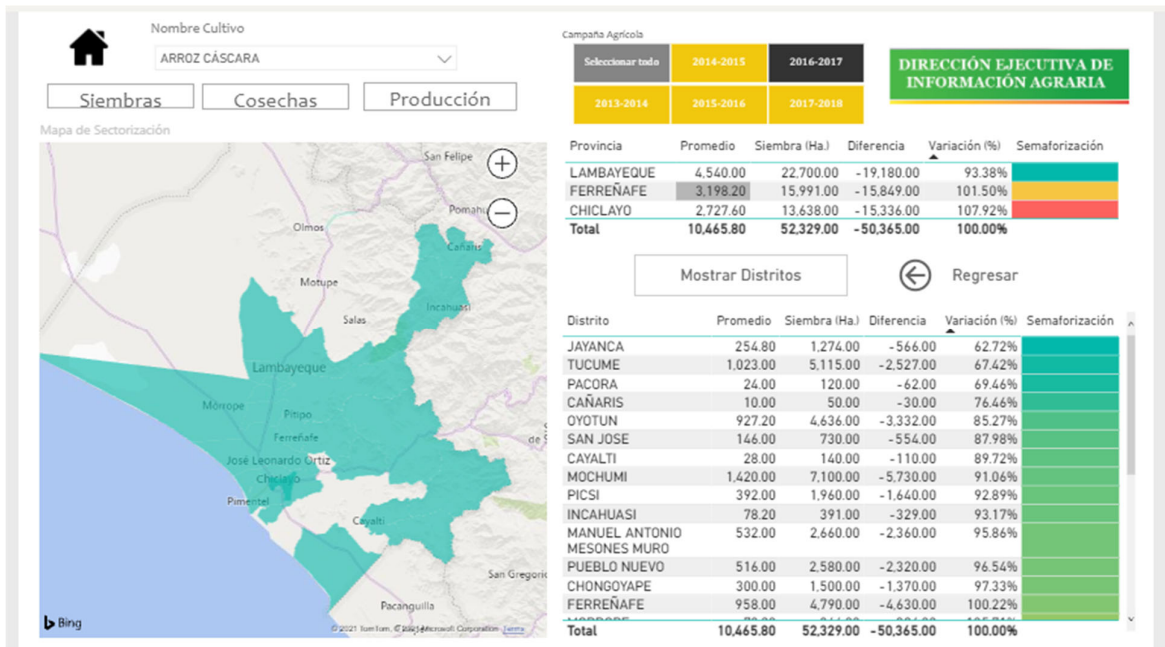 Nombre Cultivo
ARROZ CÁSCARA
Siembras Cosechas Producción
Campaña Agrícola
Seleccionar todo 2014-2015 2016-2017
2013-2014 2015-2016 2017-2018
DIRECCIÓN EJECUTIVA DE
INFORMACIÓN AGRARIA
Mapa de Sectorización
San Felipe
Olmos
Cañaris
Motupe
Incahuasi
Salas
Lambayeque
Mórrope
Pitipo
Ferreñafe
José Leonardo Ortiz
Chiclayo
Pimentel
Cayalti
San Gregorio
Pacanguilla
Bing
© 2021 TomTom, © 2021 Microsoft Corporation Terms
Provincia Promedio Siembra (Ha.) Diferencia Variación (%) Semaforización
LAMBAYEQUE 4,540.00 22,700.00 -19,180.00 93.38%
FERREÑAFE 3,198.20 15,991.00 -15,849.00 101.50%
CHICLAYO 2,727.60 13,638.00 -15,336.00 107.92%
Total 10,465.80 52,329.00 -50,365.00 100.00%
Mostrar Distritos Regresar
Distrito Promedio Siembra (Ha.) Diferencia Variación (%) Semaforización
JAYANCA 254.80 1,274.00 -566.00 62.72%
TUCUME 1,023.00 5,115.00 -2,527.00 67.42%
PACORA 24.00 120.00 -62.00 69.46%
CAÑARIS 10.00 50.00 -30.00 76.46%
OYOTUN 927.20 4,636.00 -3,332.00 85.27%
SAN JOSE 146.00 730.00 -554.00 87.98%
CAYALTI 28.00 140.00 -110.00 89.72%
MOCHUMI 1,420.00 7,100.00 -5,730.00 91.06%
PICSI 392.00 1,960.00 -1,640.00 92.89%
INCAHUASI 78.20 391.00 -329.00 93.17%
MANUEL ANTONIO 532.00 2,660.00 -2,360.00 95.86%
MESONES MURO
PUEBLO NUEVO 516.00 2,580.00 -2,320.00 96.54%
CHONGOYAPE 300.00 1,500.00 -1,370.00 97.33%
FERREÑAFE 958.00 4,790.00 -4,630.00 100.22%
Total 10,465.80 52,329.00 -50,365.00 100.00%